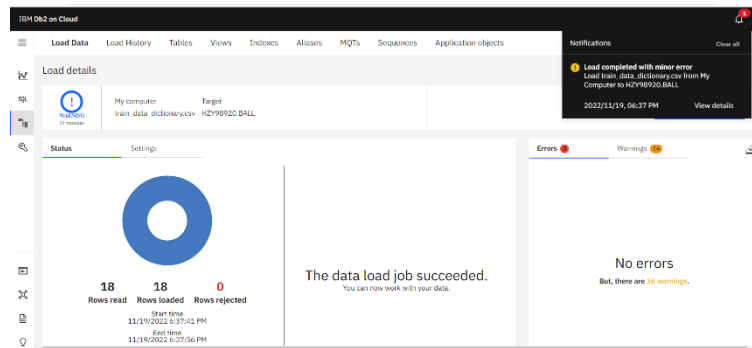 IBM Db2 on Cloud
1
Load Data Load History Tables Views Indexes Aliases MQTs Sequences Application objects
Notifications Clear all
Load completed with minor error
Load train_data_dictionary.csv from My
Computer to HZY98920.BALL
2022/11/19, 06:37 PM View details
Load details
SQL
WARNING
My computer Target
train_data_dictionary.csv HZY98920.BALL
Status Settings
Errors 0 Warnings 36
18 18 0
Rows read Rows loaded Rows rejected
Start time
11/19/2022 6:37:41 PM
End time
11/19/2022 6:37:56 PM
The data load job succeeded.
You can now work with your data.
No errors
But, there are 36 warnings.